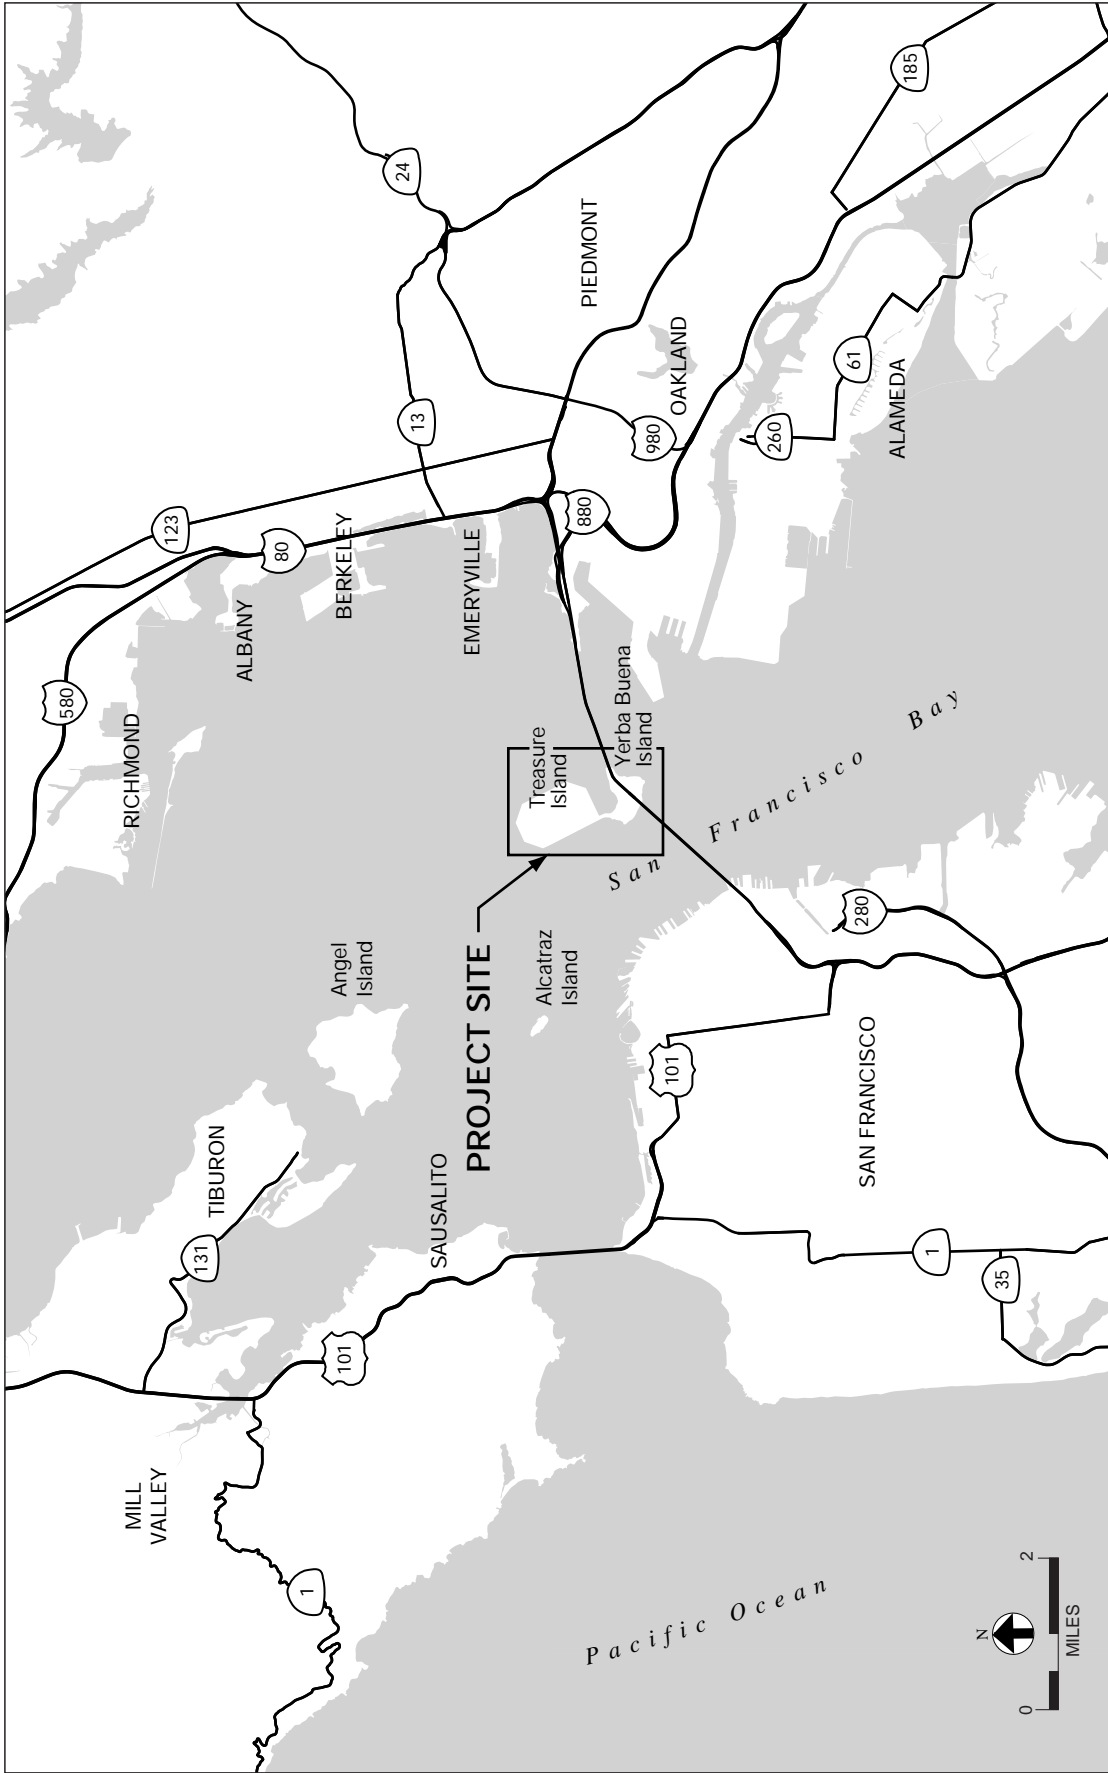 MILL
VALLEY
1
101
131
TIBURON
SAUSALITO
Angel
Island
Alcatraz
Island
PROJECT SITE
RICHMOND
580
ALBANY
BERKELEY
EMERYVILLE
123
80
13
24
Treasure
Island
Yerba Buena
Island
880
980
OAKLAND
PIEDMONT
260
61
ALAMEDA
185
San Francisco Bay
101
280
SAN FRANCISCO
1
35
Pacific Ocean
N
0
2
MILES